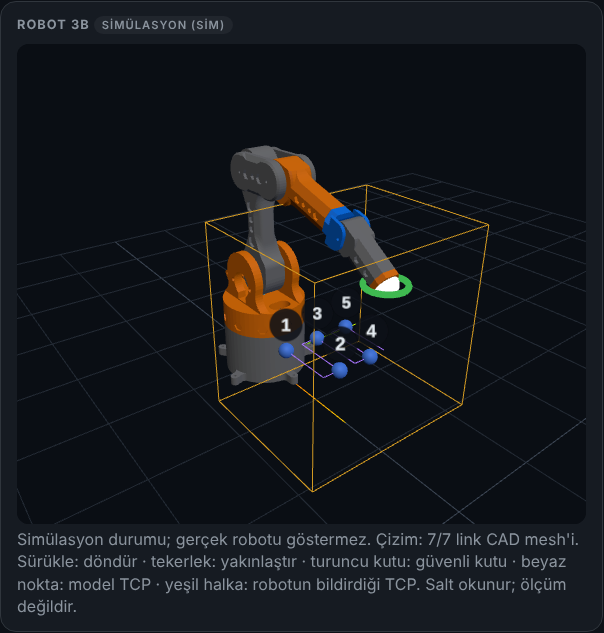 ROBOT 3B SİMÜLASYON (SİM)
5
3
1
4
2
Simülasyon durumu; gerçek robotu göstermez. Çizim: 7/7 link CAD mesh'i.
Sürükle: döndür · tekerlek: yakınlaştır · turuncu kutu: güvenli kutu · beyaz
nokta: model TCP · yeşil halka: robotun bildirdiği TCP. Salt okunur; ölçüm
değildir.